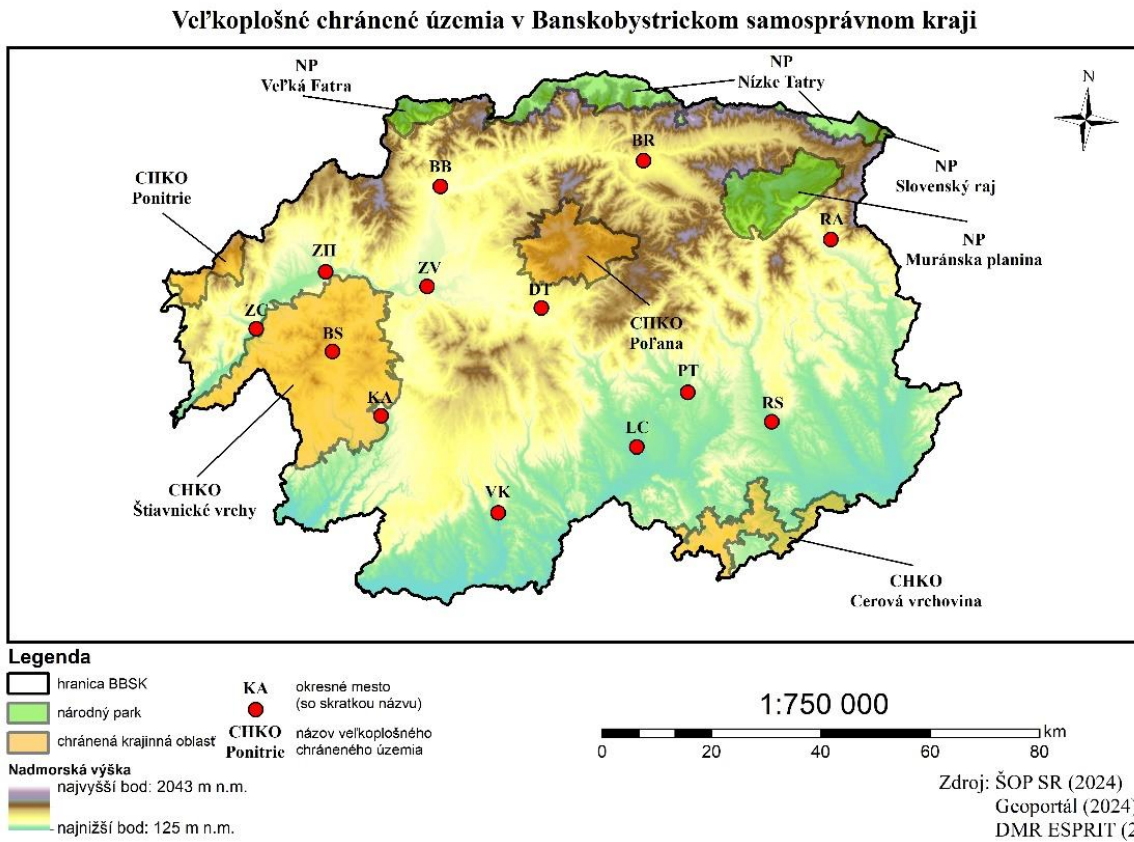 Veľkoplošné chránené územia v Banskobystrickom samosprávnom kraji
NP
Veľká Fatra
NP
Nízke Tatry
N
BR
BB
CHKO
Ponitrie
NP
Slovenský raj
RA
NP
Muránska planina
ZH
ZV
DT
ZC
BS
CHKO
Poľana
PT
KA
RS
LC
CHKO
Štiavnické vrchy
VK
CHKO
Cerová vrchovina
Legenda
hranica BBSK
národný park
chránená krajinná oblasť
KA
okresné mesto
(so skratkou názvu)
CHKO
Ponitrie
názov veľkoplošného
chráneného územia
Nadmorská výška
najvyšší bod: 2043 m n.m.
najnižší bod: 125 m n.m.
1:750 000
km
0 20 40 60 80
Zdroj: ŠOP SR (2024)
Geoportál (2024)
DMR ESPRIT (2